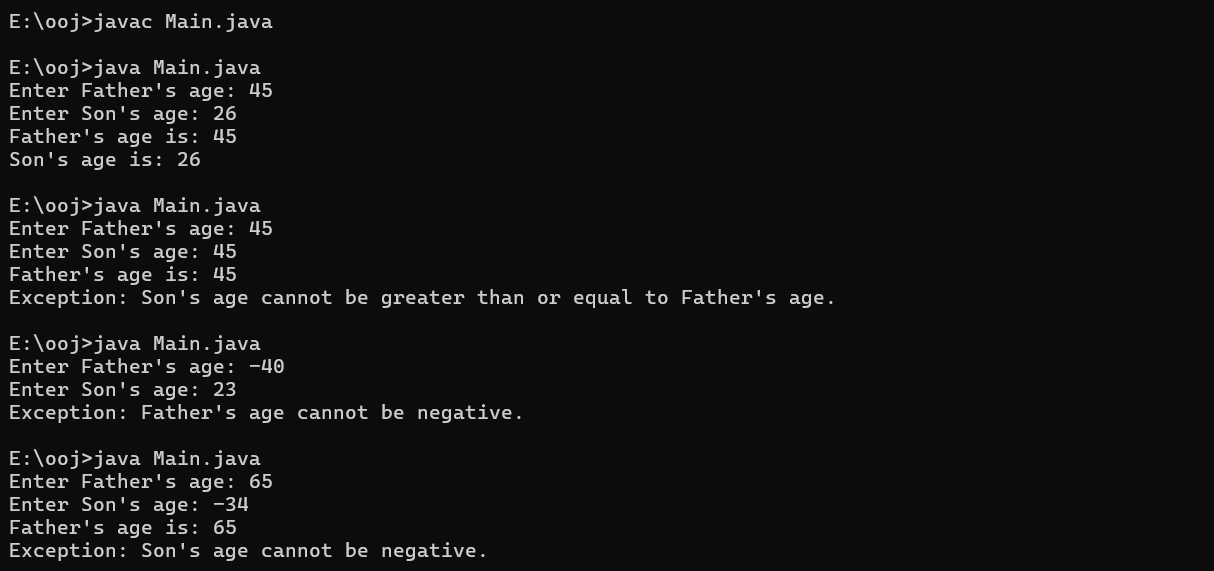 E:\ooj>javac Main.java
E:\ooj>java Main.java
Enter Father's age: 45
Enter Son's age: 26
Father's age is: 45
Son's age is: 26
E:\ooj>java Main.java
Enter Father's age: 45
Enter Son's age: 45
Father's age is: 45
Exception: Son's age cannot be greater than or equal to Father's age.
E:\ooj>java Main.java
Enter Father's age: -40
Enter Son's age: 23
Exception: Father's age cannot be negative.
E:\ooj>java Main.java
Enter Father's age: 65
Enter Son's age: -34
Father's age is: 65
Exception: Son's age cannot be negative.